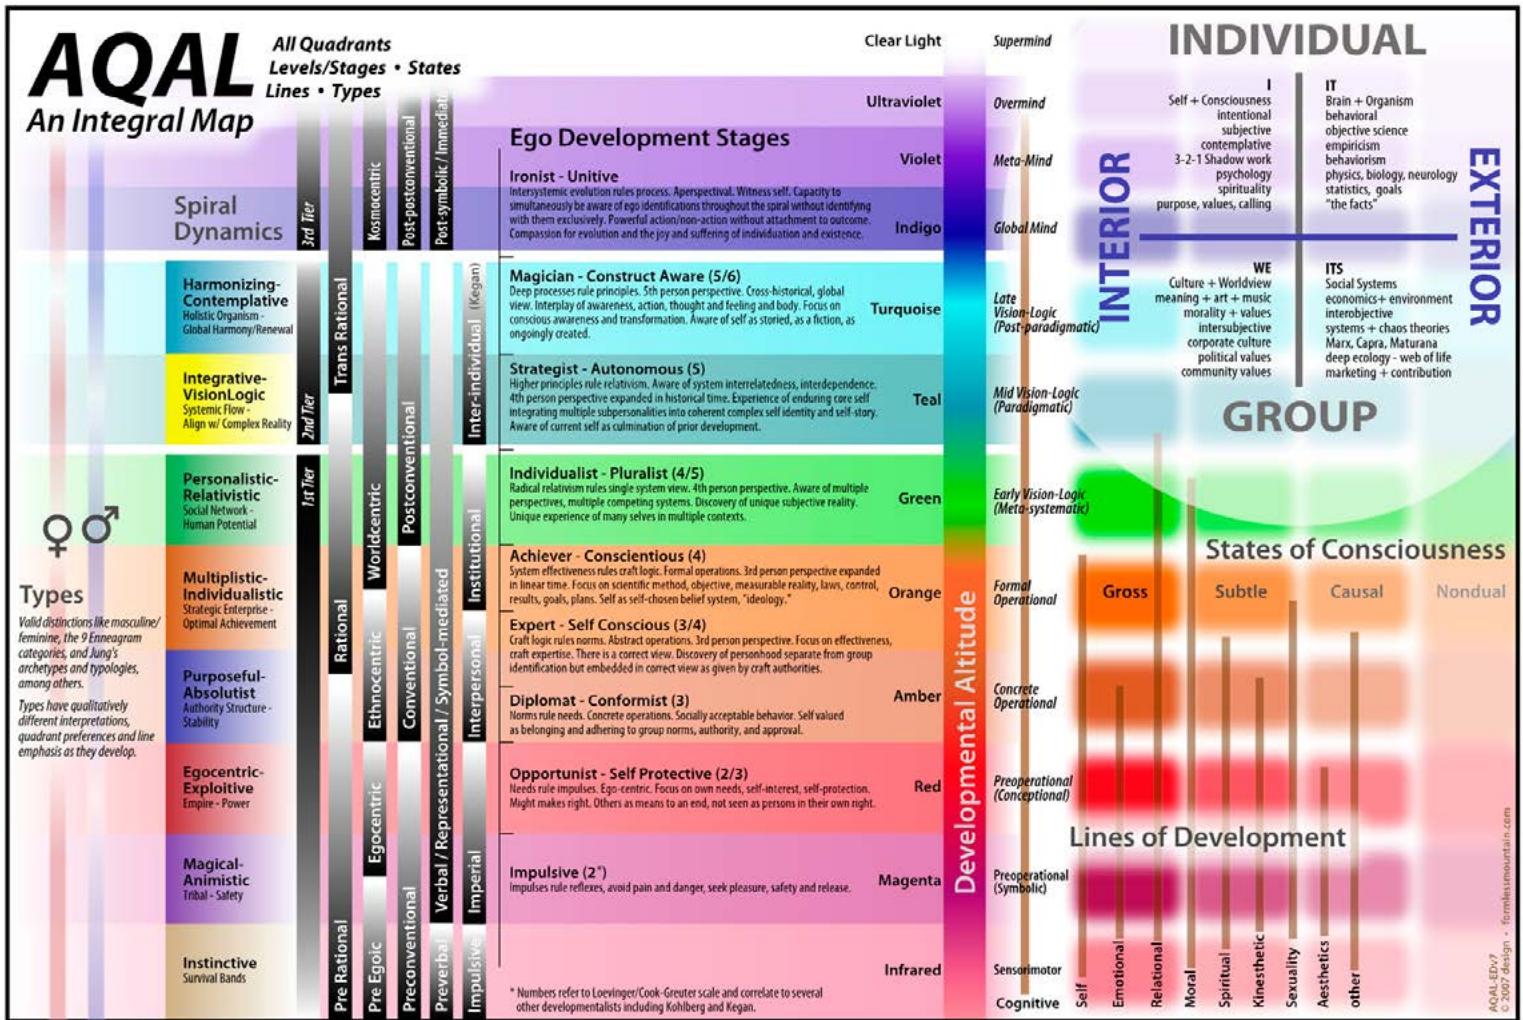 AQAL
An Integral Map
All Quadrants
Levels/Stages • States
Lines • Types
Spiral
Dynamics
Harmonizing-
Contemplative
Holistic Organism -
Global Harmony/Renewal
Integrative-
VisionLogic
Systemic Flow -
Align w/ Complex Reality
Personalistic-
Relativistic
Social Network -
Human Potential
Multiplistic-
Individualistic
Strategic Enterprise -
Optimal Achievement
Purposeful-
Absolutist
Authority Structure -
Stability
Egocentric-
Exploitive
Empire - Power
Magical-
Animistic
Tribal - Safety
Instinctive
Survival Bands
♀ ♂
Types
Valid distinctions like masculine/
feminine, the 9 Enneagram
categories, and Jung's
archetypes and typologies,
among others.
Types have qualitatively
different interpretations,
quadrant preferences and line
emphasis as they develop.
3rd Tier
2nd Tier
1st Tier
Trans Rational
Rational
Pre Rational
Kosmocentric
Worldcentric
Ethnocentric
Egocentric
Pre Egoic
Post-postconventional
Postconventional
Conventional
Preconventional
Post-symbolic / Immediate
Verbal / Representational / Symbol-mediated
Preverbal
Inter-individual (Kegan)
Institutional
Interpersonal
Imperial
Impulsive
Ego Development Stages
Ironist - Unitive
Intersystemic evolution rules process. Aperspectival. Witness self. Capacity to
simultaneously be aware of ego identifications throughout the spiral without identifying
with them exclusively. Powerful action/non-action without attachment to outcome.
Compassion for evolution and the joy and suffering of individuation and existence.
Magician - Construct Aware (5/6)
Deep processes rule principles. 5th person perspective. Cross-historical, global
view. Interplay of awareness, action, thought and feeling and body. Focus on
conscious awareness and transformation. Aware of self as storied, as a fiction, as
ongoingly created.
Strategist - Autonomous (5)
Higher principles rule relativism. Aware of system interrelatedness, interdependence.
4th person perspective expanded in historical time. Experience of enduring core self
integrating multiple subpersonalities into coherent complex self identity and self-story.
Aware of current self as culmination of prior development.
Individualist - Pluralist (4/5)
Radical relativism rules single system view. 4th person perspective. Aware of multiple
perspectives, multiple competing systems. Discovery of unique subjective reality.
Unique experience of many selves in multiple contexts.
Achiever - Conscientious (4)
System effectiveness rules craft logic. Formal operations. 3rd person perspective expanded
in linear time. Focus on scientific method, objective, measurable reality, laws, control,
results, goals, plans. Self as self-chosen belief system, "ideology."
Expert - Self Conscious (3/4)
Craft logic rules norms. Abstract operations. 3rd person perspective. Focus on effectiveness,
craft expertise. There is a correct view. Discovery of personhood separate from group
identification but embedded in correct view as given by craft authorities.
Diplomat - Conformist (3)
Norms rule needs. Concrete operations. Socially acceptable behavior. Self valued
as belonging and adhering to group norms, authority, and approval.
Opportunist - Self Protective (2/3)
Needs rule impulses. Ego-centric. Focus on own needs, self-interest, self-protection.
Might makes right. Others as means to an end, not seen as persons in their own right.
Impulsive (2*)
Impulses rule reflexes, avoid pain and danger, seek pleasure, safety and release.
* Numbers refer to Loevinger/Cook-Greuter scale and correlate to several
other developmentalists including Kohlberg and Kegan.
Clear Light
Ultraviolet
Violet
Indigo
Turquoise
Teal
Green
Orange
Amber
Red
Magenta
Infrared
Developmental Altitude
Supermind
Overmind
Meta-Mind
Global Mind
Late
Vision-Logic
(Post-paradigmatic)
Mid Vision-Logic
(Paradigmatic)
Early Vision-Logic
(Meta-systematic)
Formal
Operational
Concrete
Operational
Preoperational
(Conceptional)
Preoperational
(Symbolic)
Sensorimotor
Cognitive
INDIVIDUAL
INTERIOR
EXTERIOR
GROUP
I
Self + Consciousness
intentional
subjective
contemplative
3-2-1 Shadow work
psychology
spirituality
purpose, values, calling
IT
Brain + Organism
behavioral
objective science
empiricism
behaviorism
physics, biology, neurology
statistics, goals
"the facts"
WE
Culture + Worldview
meaning + art + music
morality + values
intersubjective
corporate culture
political values
community values
ITS
Social Systems
economics+ environment
interobjective
systems + chaos theories
Marx, Capra, Maturana
deep ecology - web of life
marketing + contribution
States of Consciousness
Gross
Subtle
Causal
Nondual
Lines of Development
Self
Emotional
Relational
Moral
Spiritual
Kinesthetic
Sexuality
Aesthetics
other
AQAL-EDv7
© 2007 design • formlessmountain.com